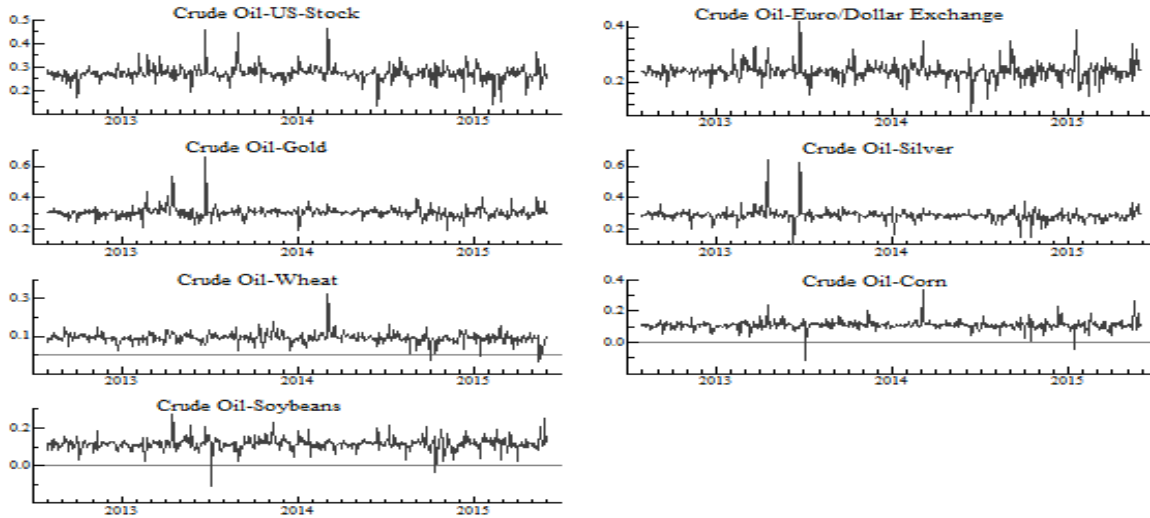 Crude Oil-US-Stock
0.5
0.4
0.3
0.2
2013 2014 2015
Crude Oil-Euro/Dollar Exchange
0.4
0.2
2013 2014 2015
Crude Oil-Gold
0.6
0.4
0.2
2013 2014 2015
Crude Oil-Silver
0.6
0.4
0.2
2013 2014 2015
Crude Oil-Wheat
0.3
0.1
2013 2014 2015
Crude Oil-Corn
0.4
0.2
0.0
2013 2014 2015
Crude Oil-Soybeans
0.2
0.0
2013 2014 2015